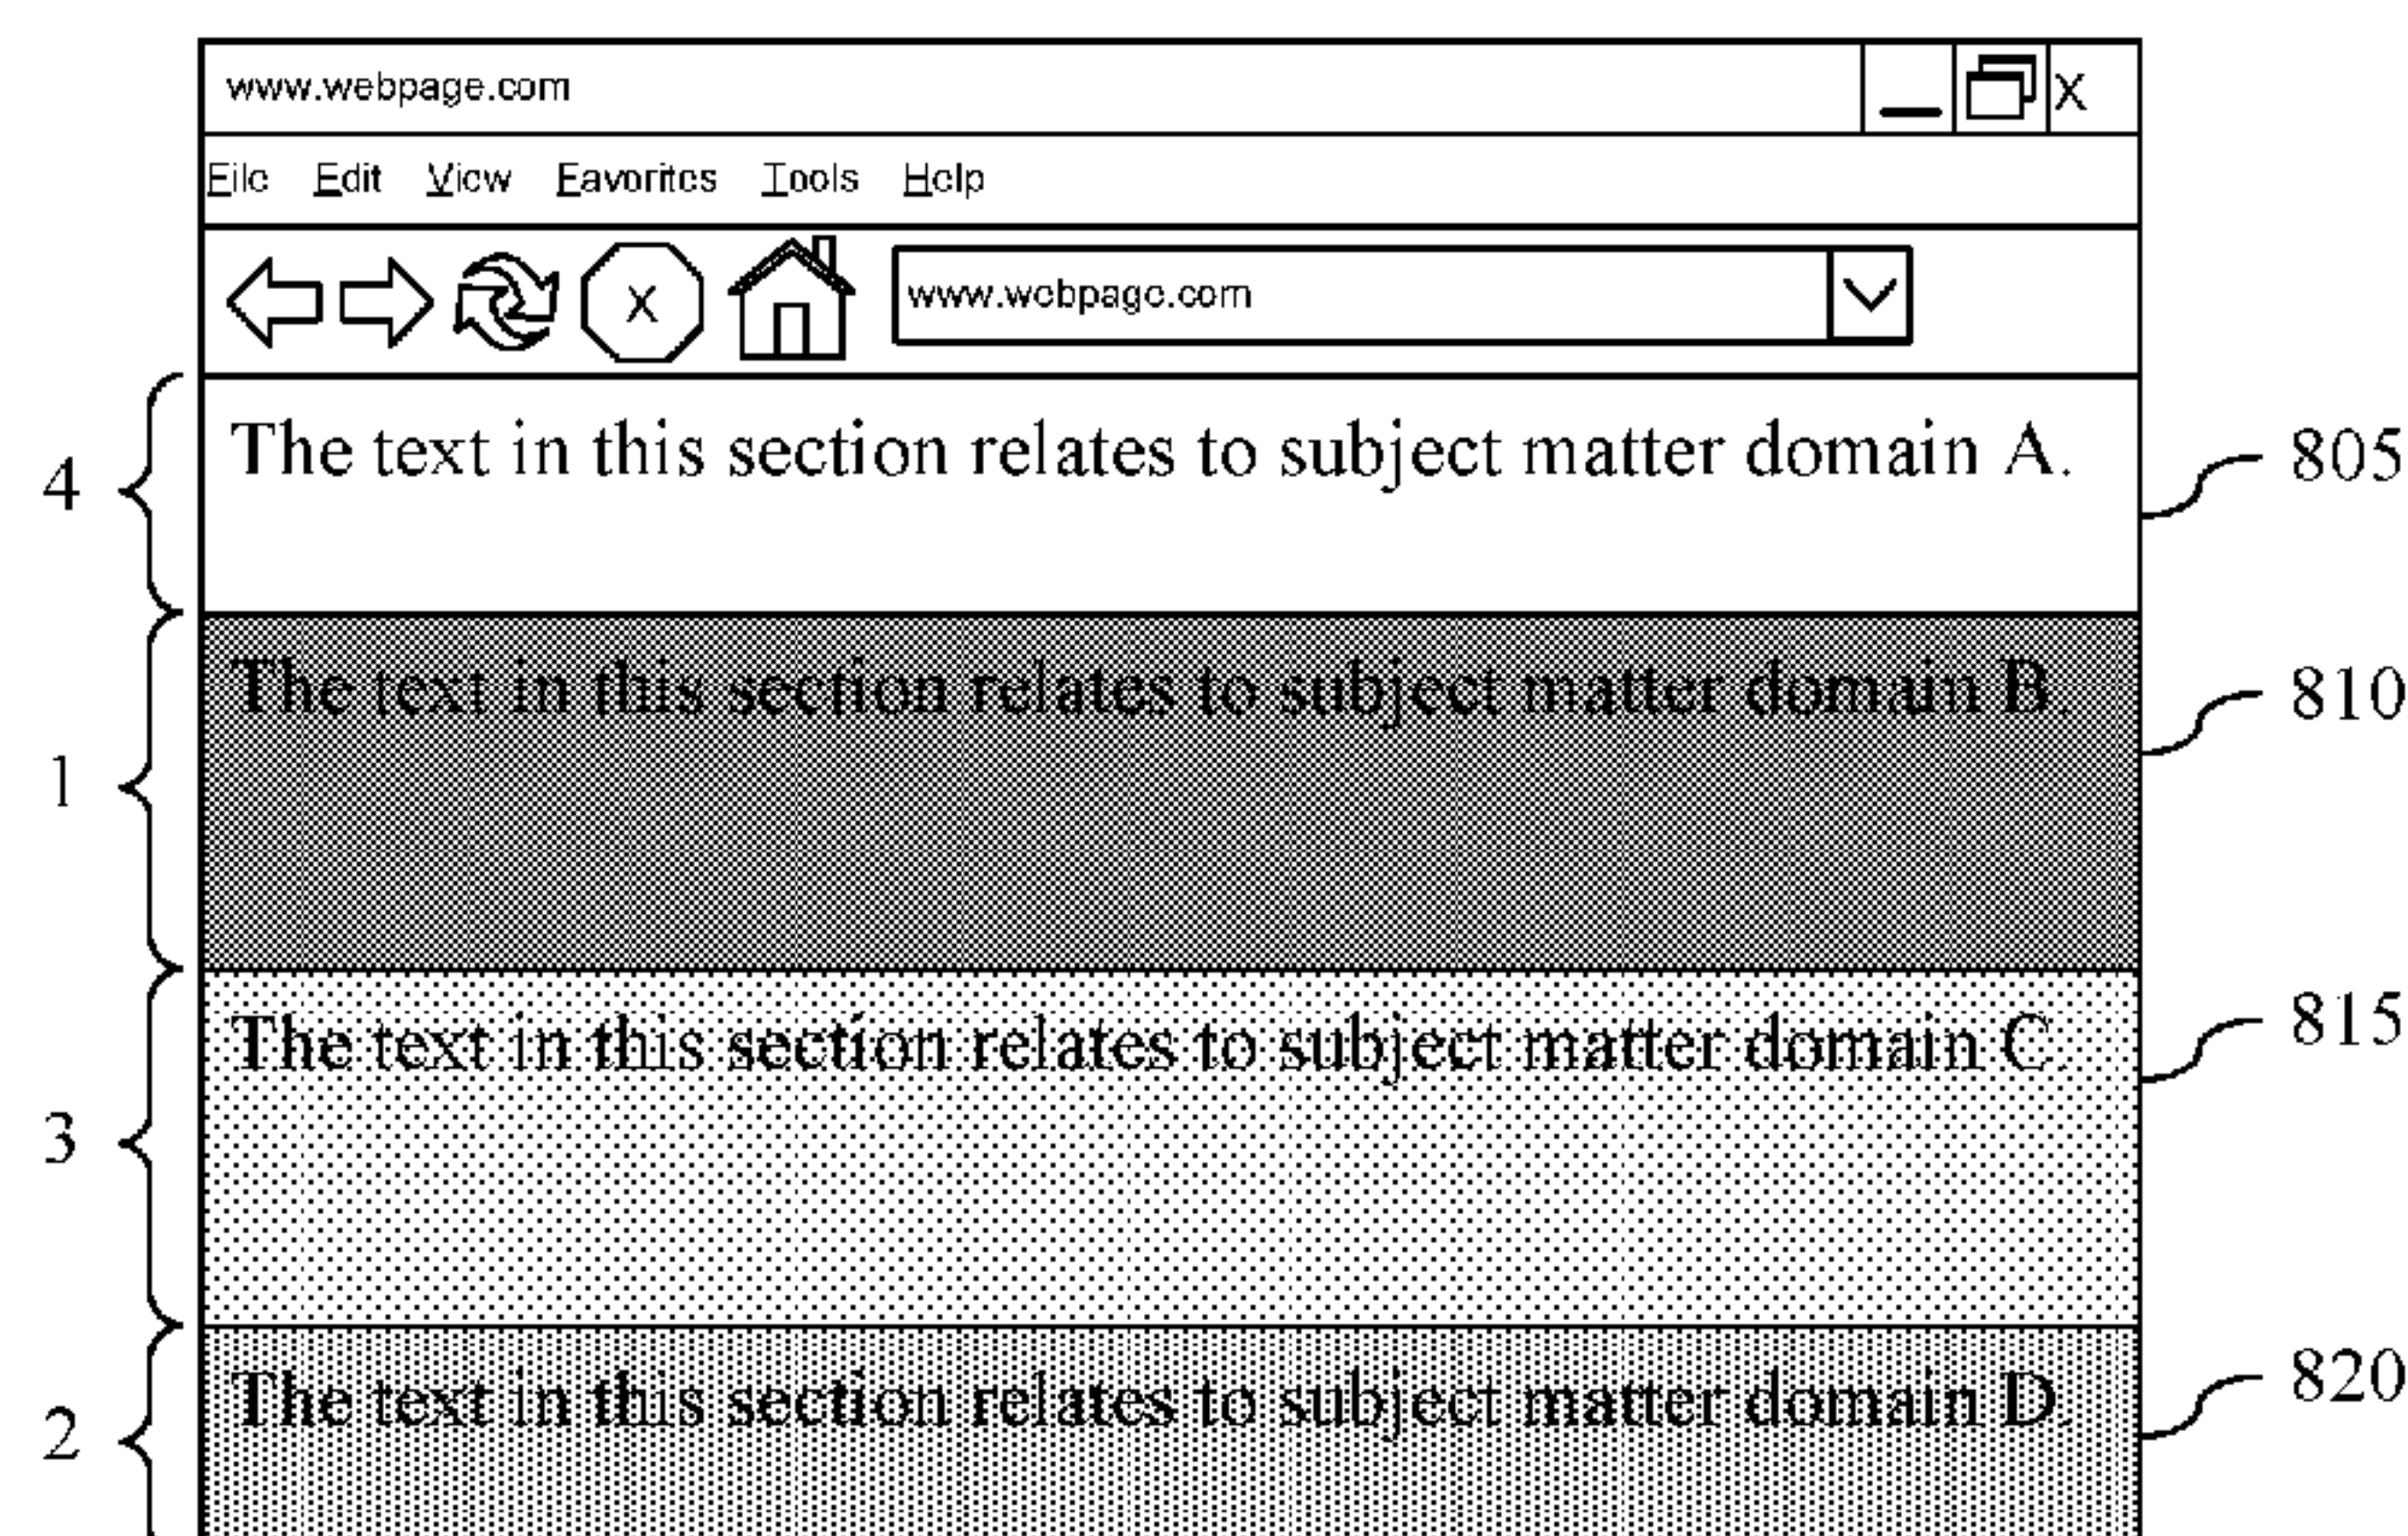 www.webpage.com X
File Edit View Favorites Tools Help
X www.webpage.com
4 The text in this section relates to subject matter domain A. 805
1 The text in this section relates to subject matter domain B. 810
3 The text in this section relates to subject matter domain C. 815
2 The text in this section relates to subject matter domain D. 820